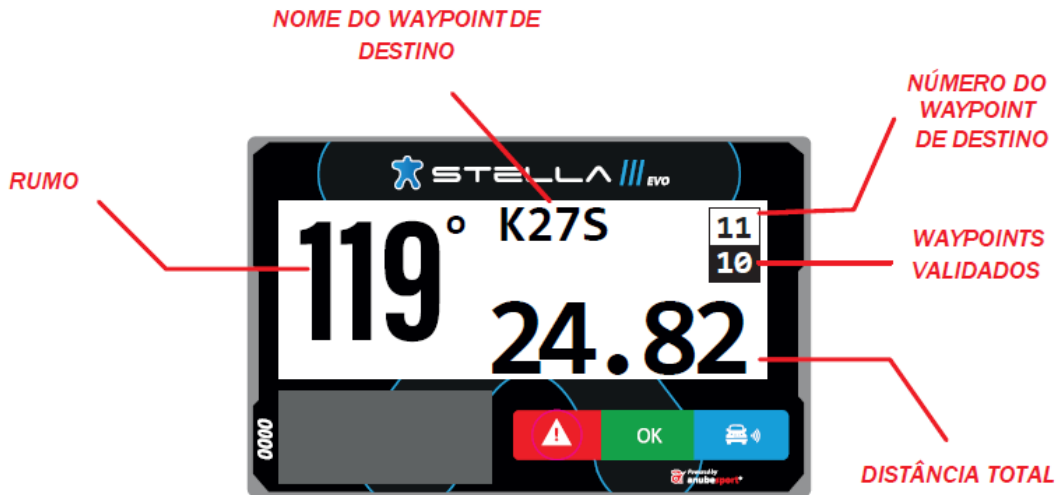 NOME DO WAYPOINT DE
DESTINO
NÚMERO DO
WAYPOINT
DE DESTINO
RUMO
STELLA III EVO
119° K27S
11
10
WAYPOINTS
VALIDADOS
24.82
0000
OK
Powered by
anubesport
DISTÂNCIA TOTAL